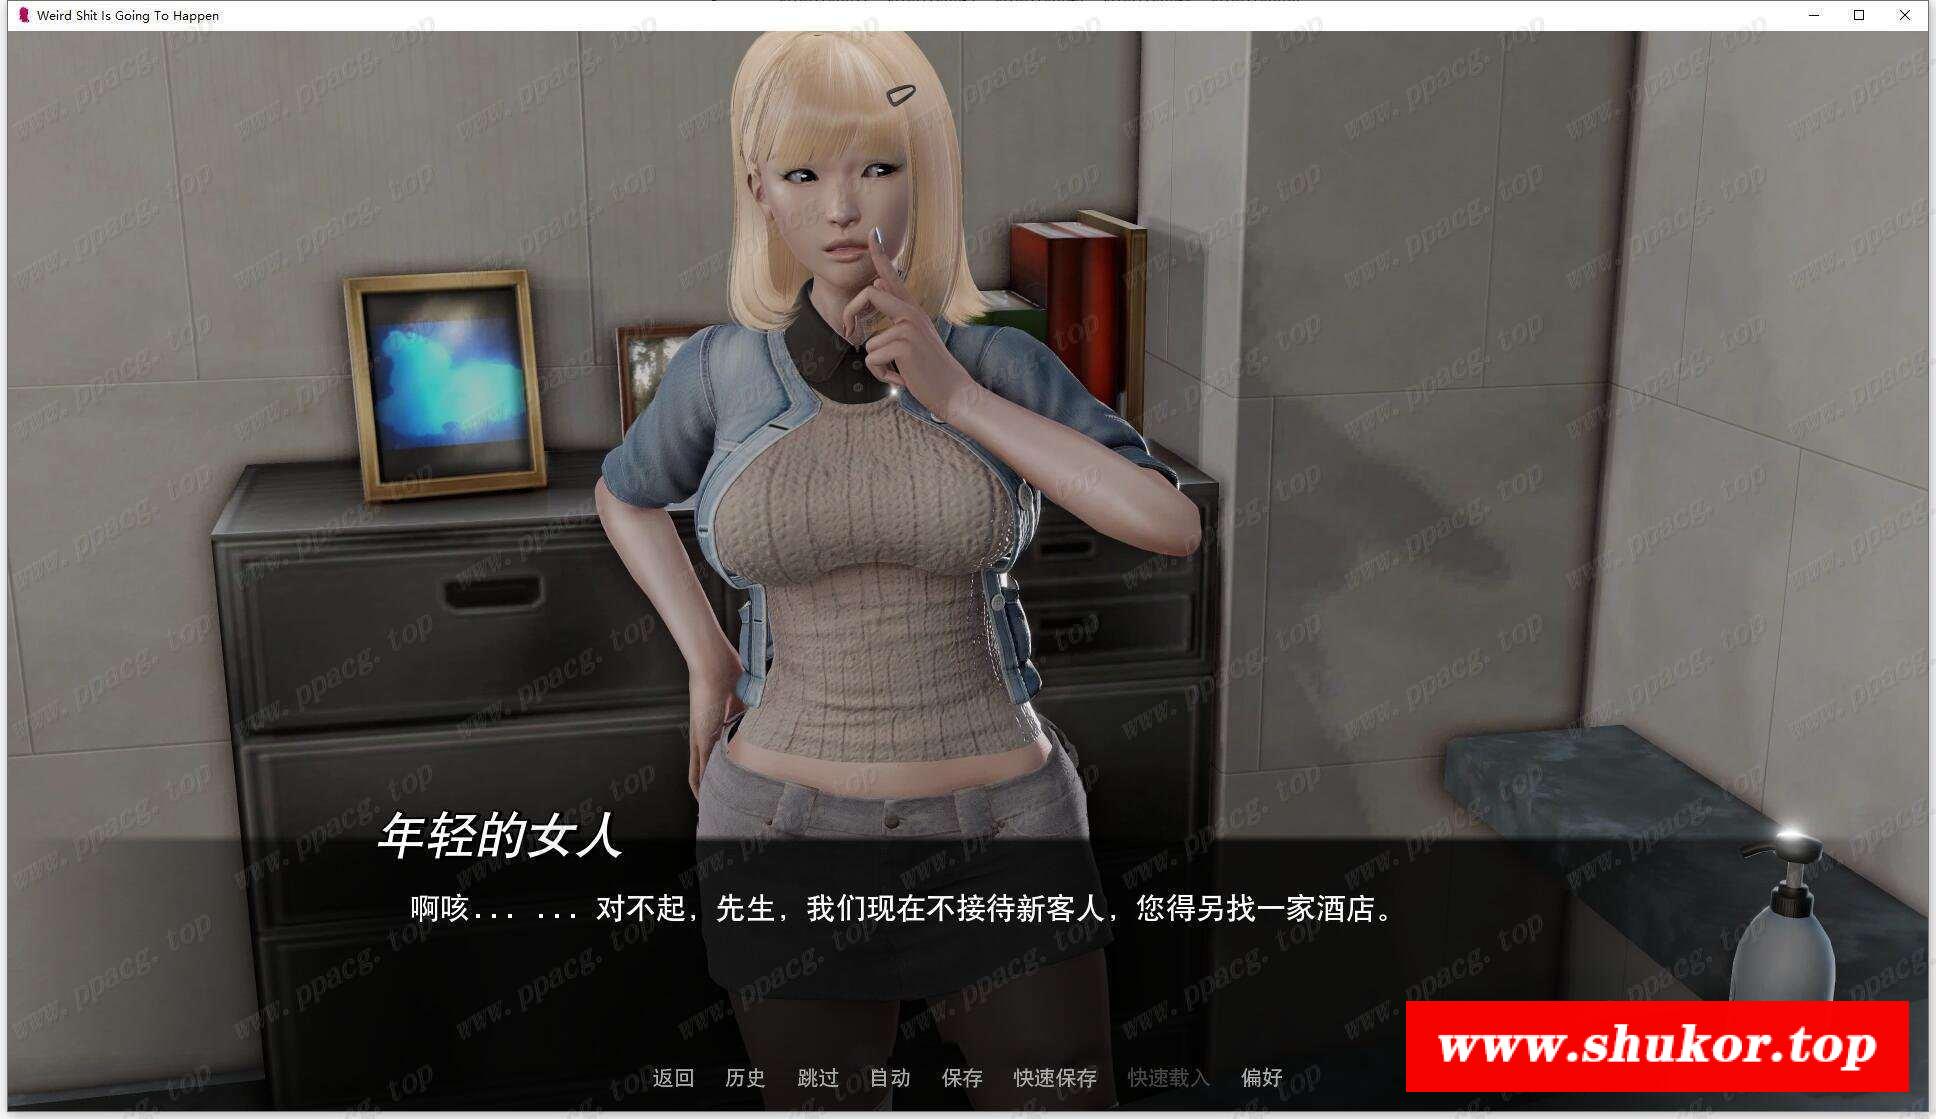 Weird Shit Is Going To Happen
年轻的女人
啊咳... ... 对不起，先生，我们现在不接待新客人，您得另找一家酒店。
返回 历史 跳过 自动 保存 快速保存 快速载入 偏好
www.shukor.top
www.ppacg.top